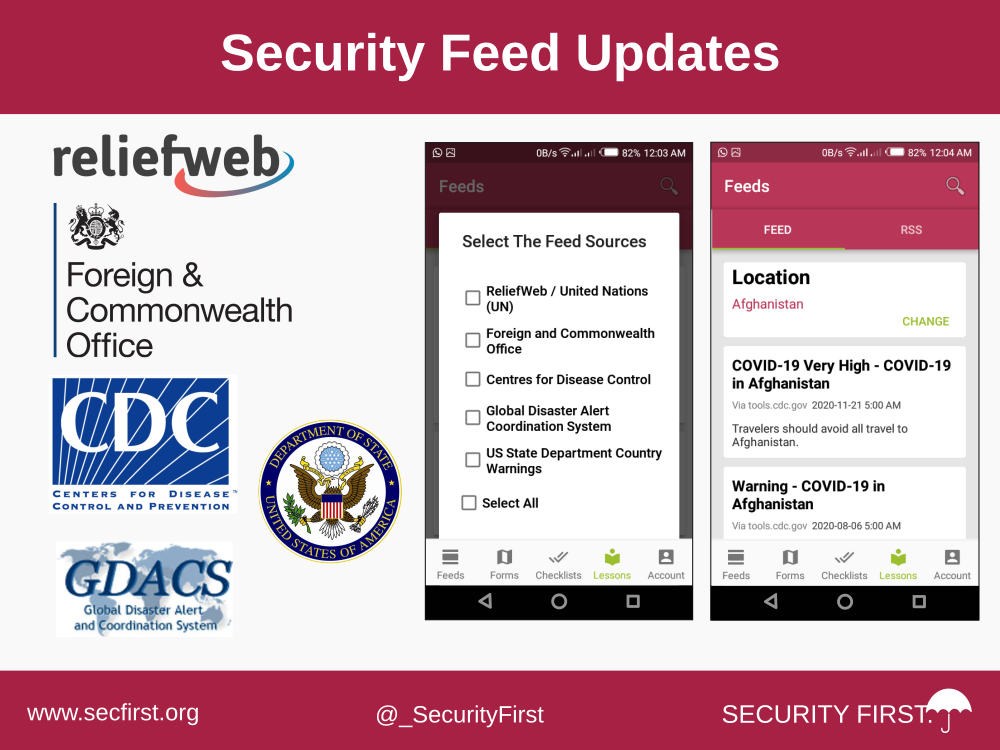 Security Feed Updates
reliefweb
Foreign &
Commonwealth
Office
CDC
CENTERS FOR DISEASE™
CONTROL AND PREVENTION
DEPARTMENT OF STATE
UNITED STATES OF AMERICA
GDACS
Global Disaster Alert
and Coordination System
0B/s 82% 12:03 AM
Feeds
Select The Feed Sources
ReliefWeb / United Nations
(UN)
Foreign and Commonwealth
Office
Centres for Disease Control
Global Disaster Alert
Coordination System
US State Department Country
Warnings
Select All
Feeds Forms Checklists Lessons Account
0B/s 82% 12:04 AM
Feeds
FEED RSS
Location
Afghanistan
CHANGE
COVID-19 Very High - COVID-19
in Afghanistan
Via tools.cdc.gov 2020-11-21 5:00 AM
Travelers should avoid all travel to
Afghanistan.
Warning - COVID-19 in
Afghanistan
Via tools.cdc.gov 2020-08-06 5:00 AM
Feeds Forms Checklists Lessons Account
www.secfirst.org
@_SecurityFirst
SECURITY FIRST.